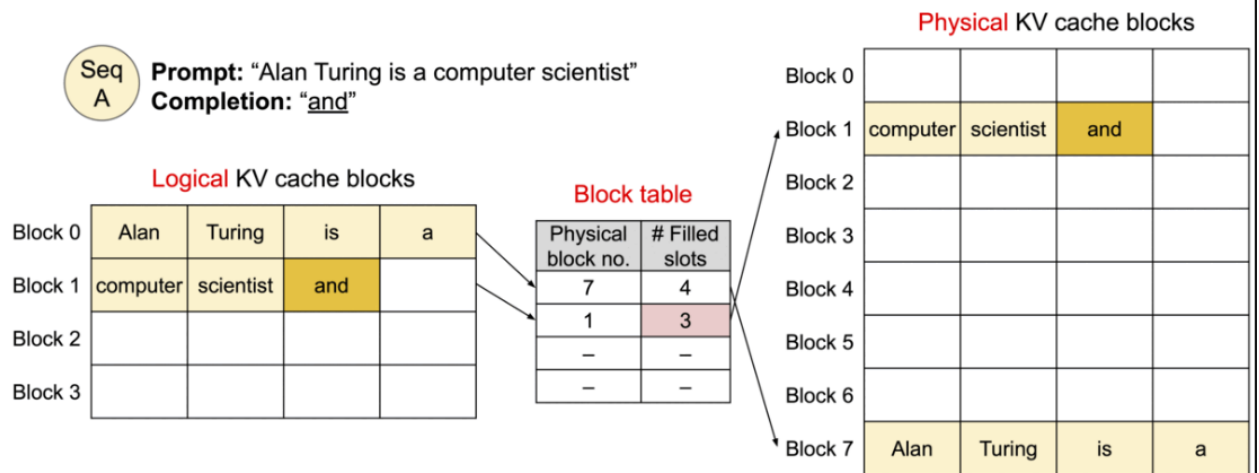 Physical KV cache blocks
Seq A
Prompt: “Alan Turing is a computer scientist”
Completion: “and”
Logical KV cache blocks
Block 0 Alan Turing is a
Block 1 computer scientist and
Block 2
Block 3
Block table
Physical block no. # Filled slots
7 4
1 3
– –
– –
Block 0
Block 1 computer scientist and
Block 2
Block 3
Block 4
Block 5
Block 6
Block 7 Alan Turing is a